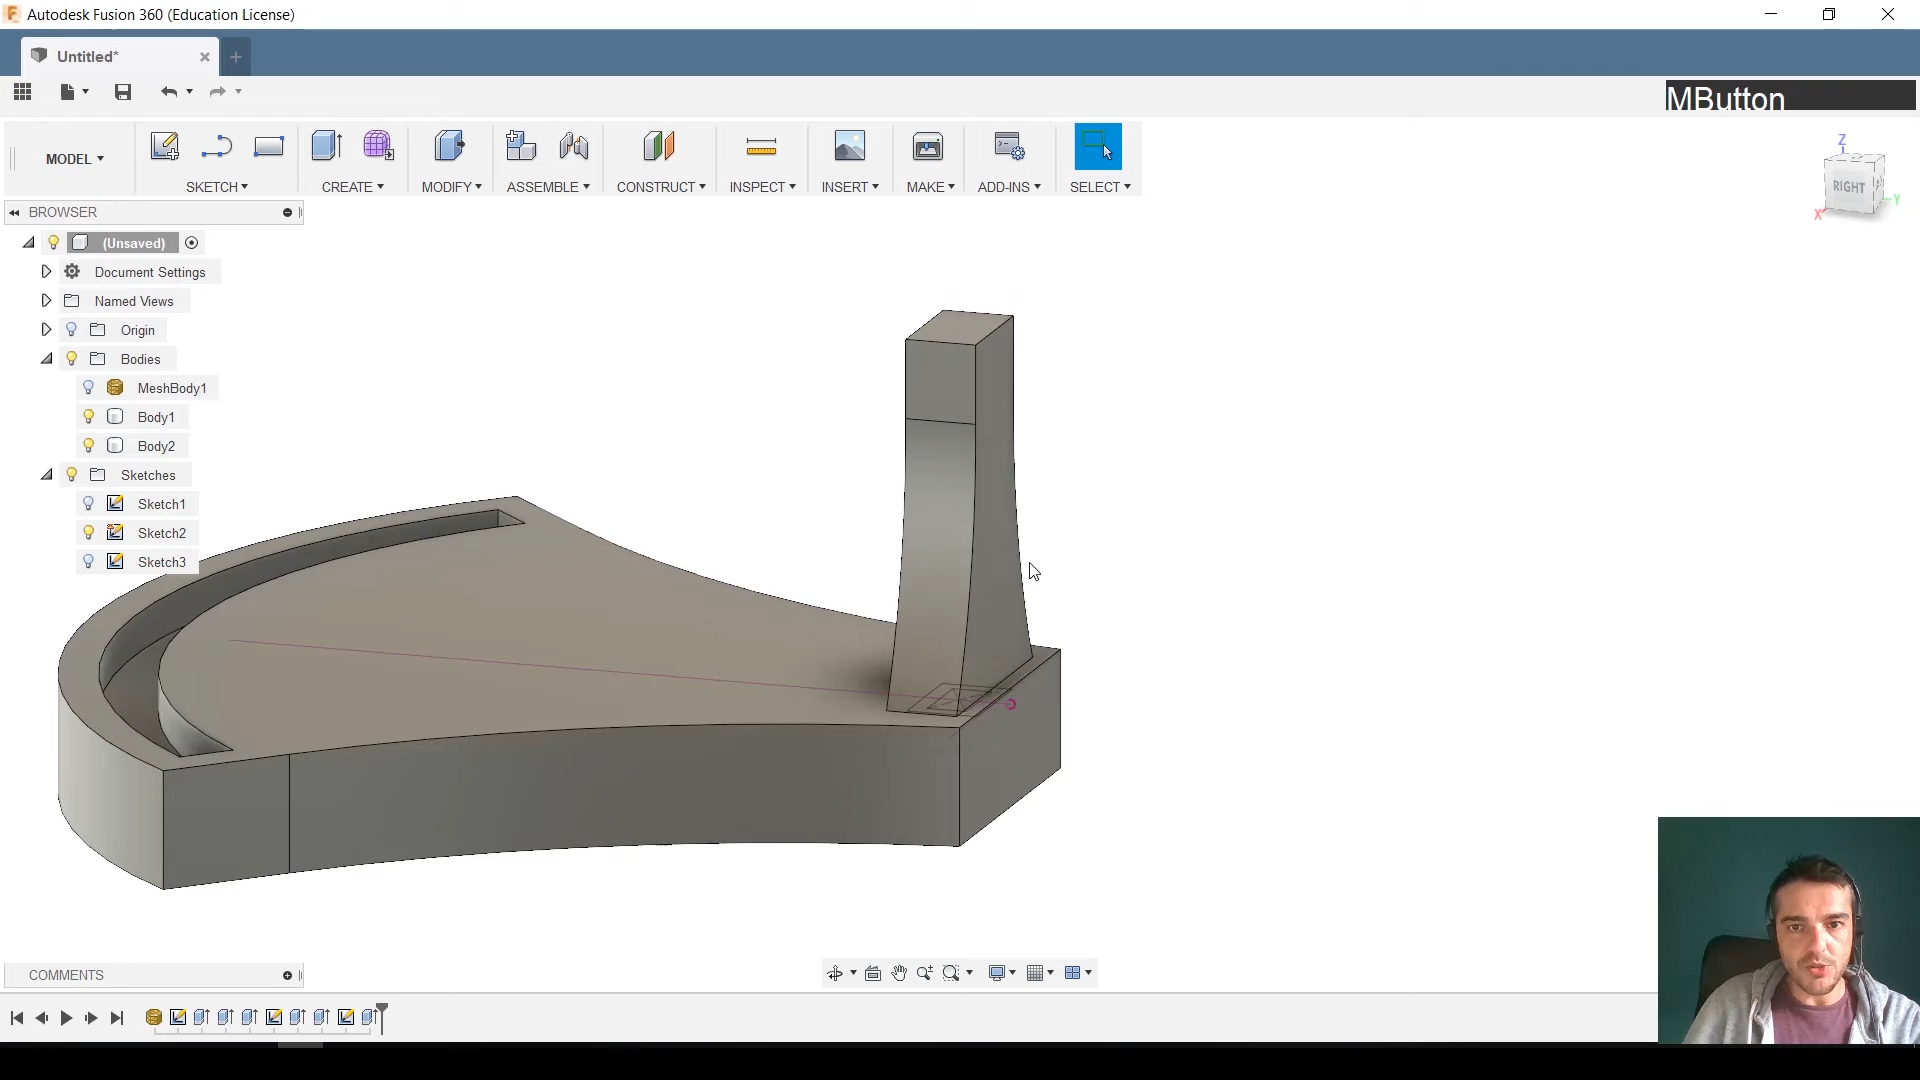 Autodesk Fusion 360 (Education License)
Untitled*
MButton
MODEL
SKETCH
CREATE
MODIFY
ASSEMBLE
CONSTRUCT
INSPECT
INSERT
MAKE
ADD-INS
SELECT
Z
RIGHT
X
Y
BROWSER
(Unsaved)
Document Settings
Named Views
Origin
Bodies
MeshBody1
Body1
Body2
Sketches
Sketch1
Sketch2
Sketch3
COMMENTS